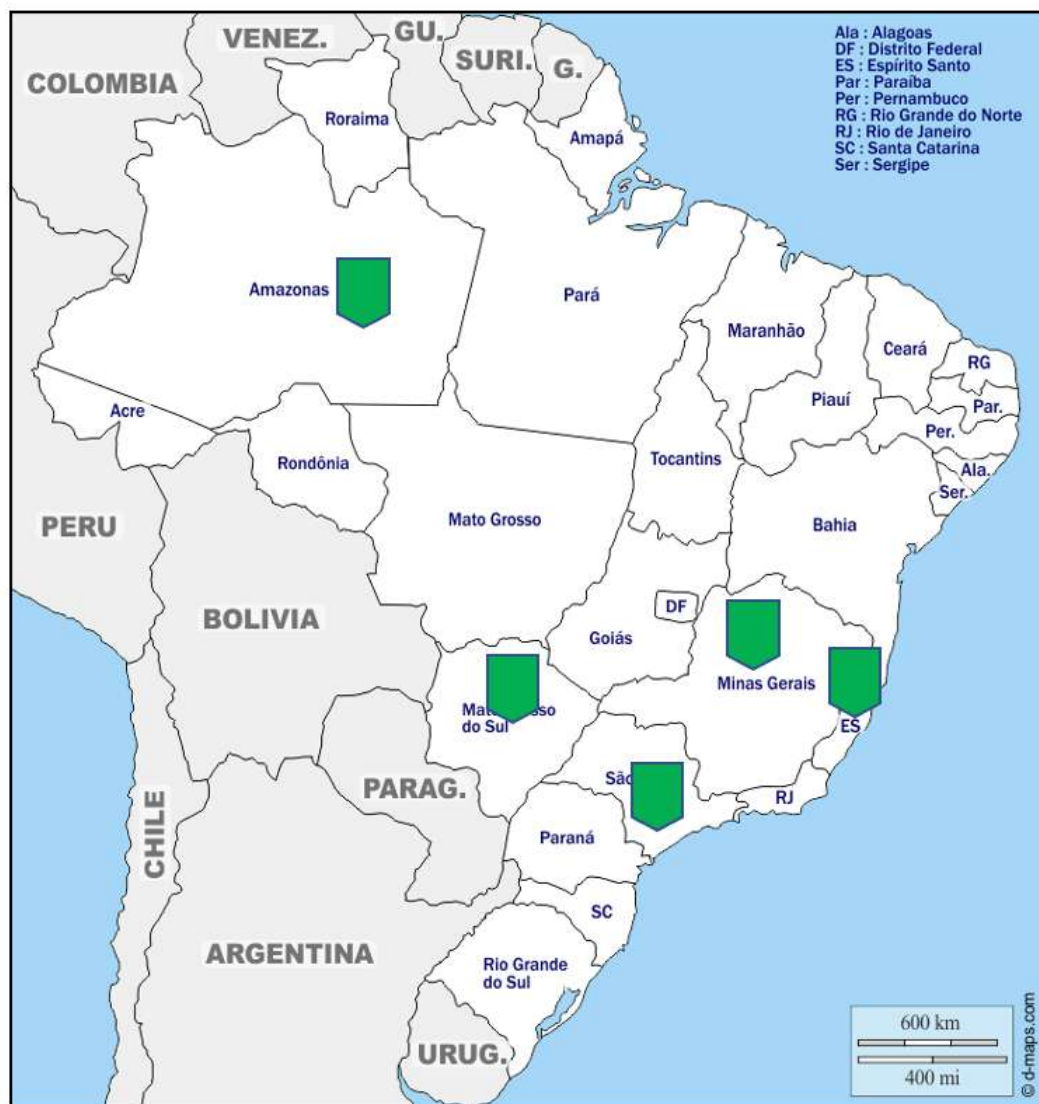 VENEZ.
GU.
SURI.
G.
COLOMBIA
Ala : Alagoas
DF : Distrito Federal
ES : Espírito Santo
Par : Paraíba
Per : Pernambuco
RG : Rio Grande do Norte
RJ : Rio de Janeiro
SC : Santa Catarina
Ser : Sergipe
Roraima
Amapá
Amazonas
Pará
Maranhão
Ceará
RG
Piauí
Par.
Acre
Per.
Rondônia
Tocantins
Ala.
Ser.
PERU
Mato Grosso
Bahia
BOLIVIA
DF
Goiás
Minas Gerais
do Sul
ES
PARAG.
São
RJ
CHILE
Paraná
SC
ARGENTINA
Rio Grande
do Sul
URUG.
600 km
400 mi
© d-maps.com